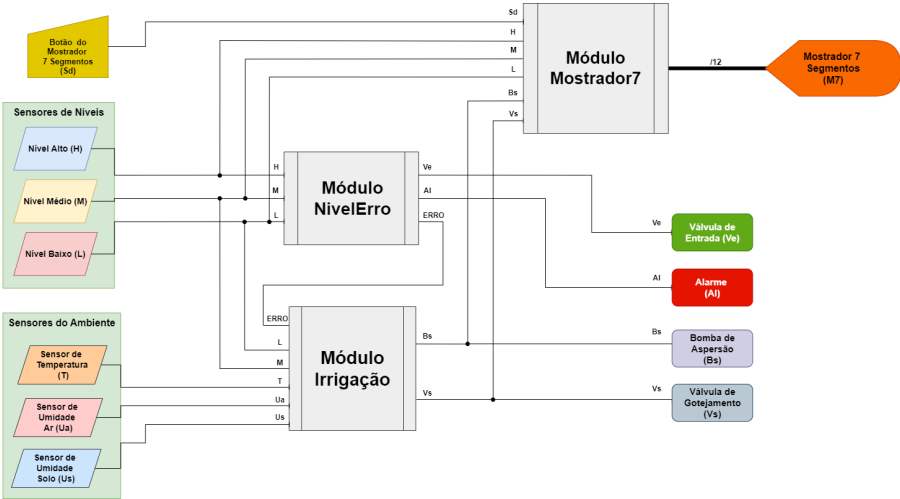 Botão do
Mostrador
7 Segmentos
(Sd)
Sd
H
M
L
Bs
Vs
Módulo
Mostrador7
/12
Mostrador 7
Segmentos
(M7)
Sensores de Níveis
Nível Alto (H)
Nível Médio (M)
Nível Baixo (L)
H
M
L
Módulo
NivelErro
Ve
Al
ERRO
Ve
Válvula de
Entrada (Ve)
Al
Alarme
(Al)
Sensores do Ambiente
Sensor de
Temperatura
(T)
Sensor de
Umidade
Ar (Ua)
Sensor de
Umidade
Solo (Us)
ERRO
L
M
T
Ua
Us
Módulo
Irrigação
Bs
Vs
Bs
Bomba de
Aspersão
(Bs)
Vs
Válvula de
Gotejamento
(Vs)